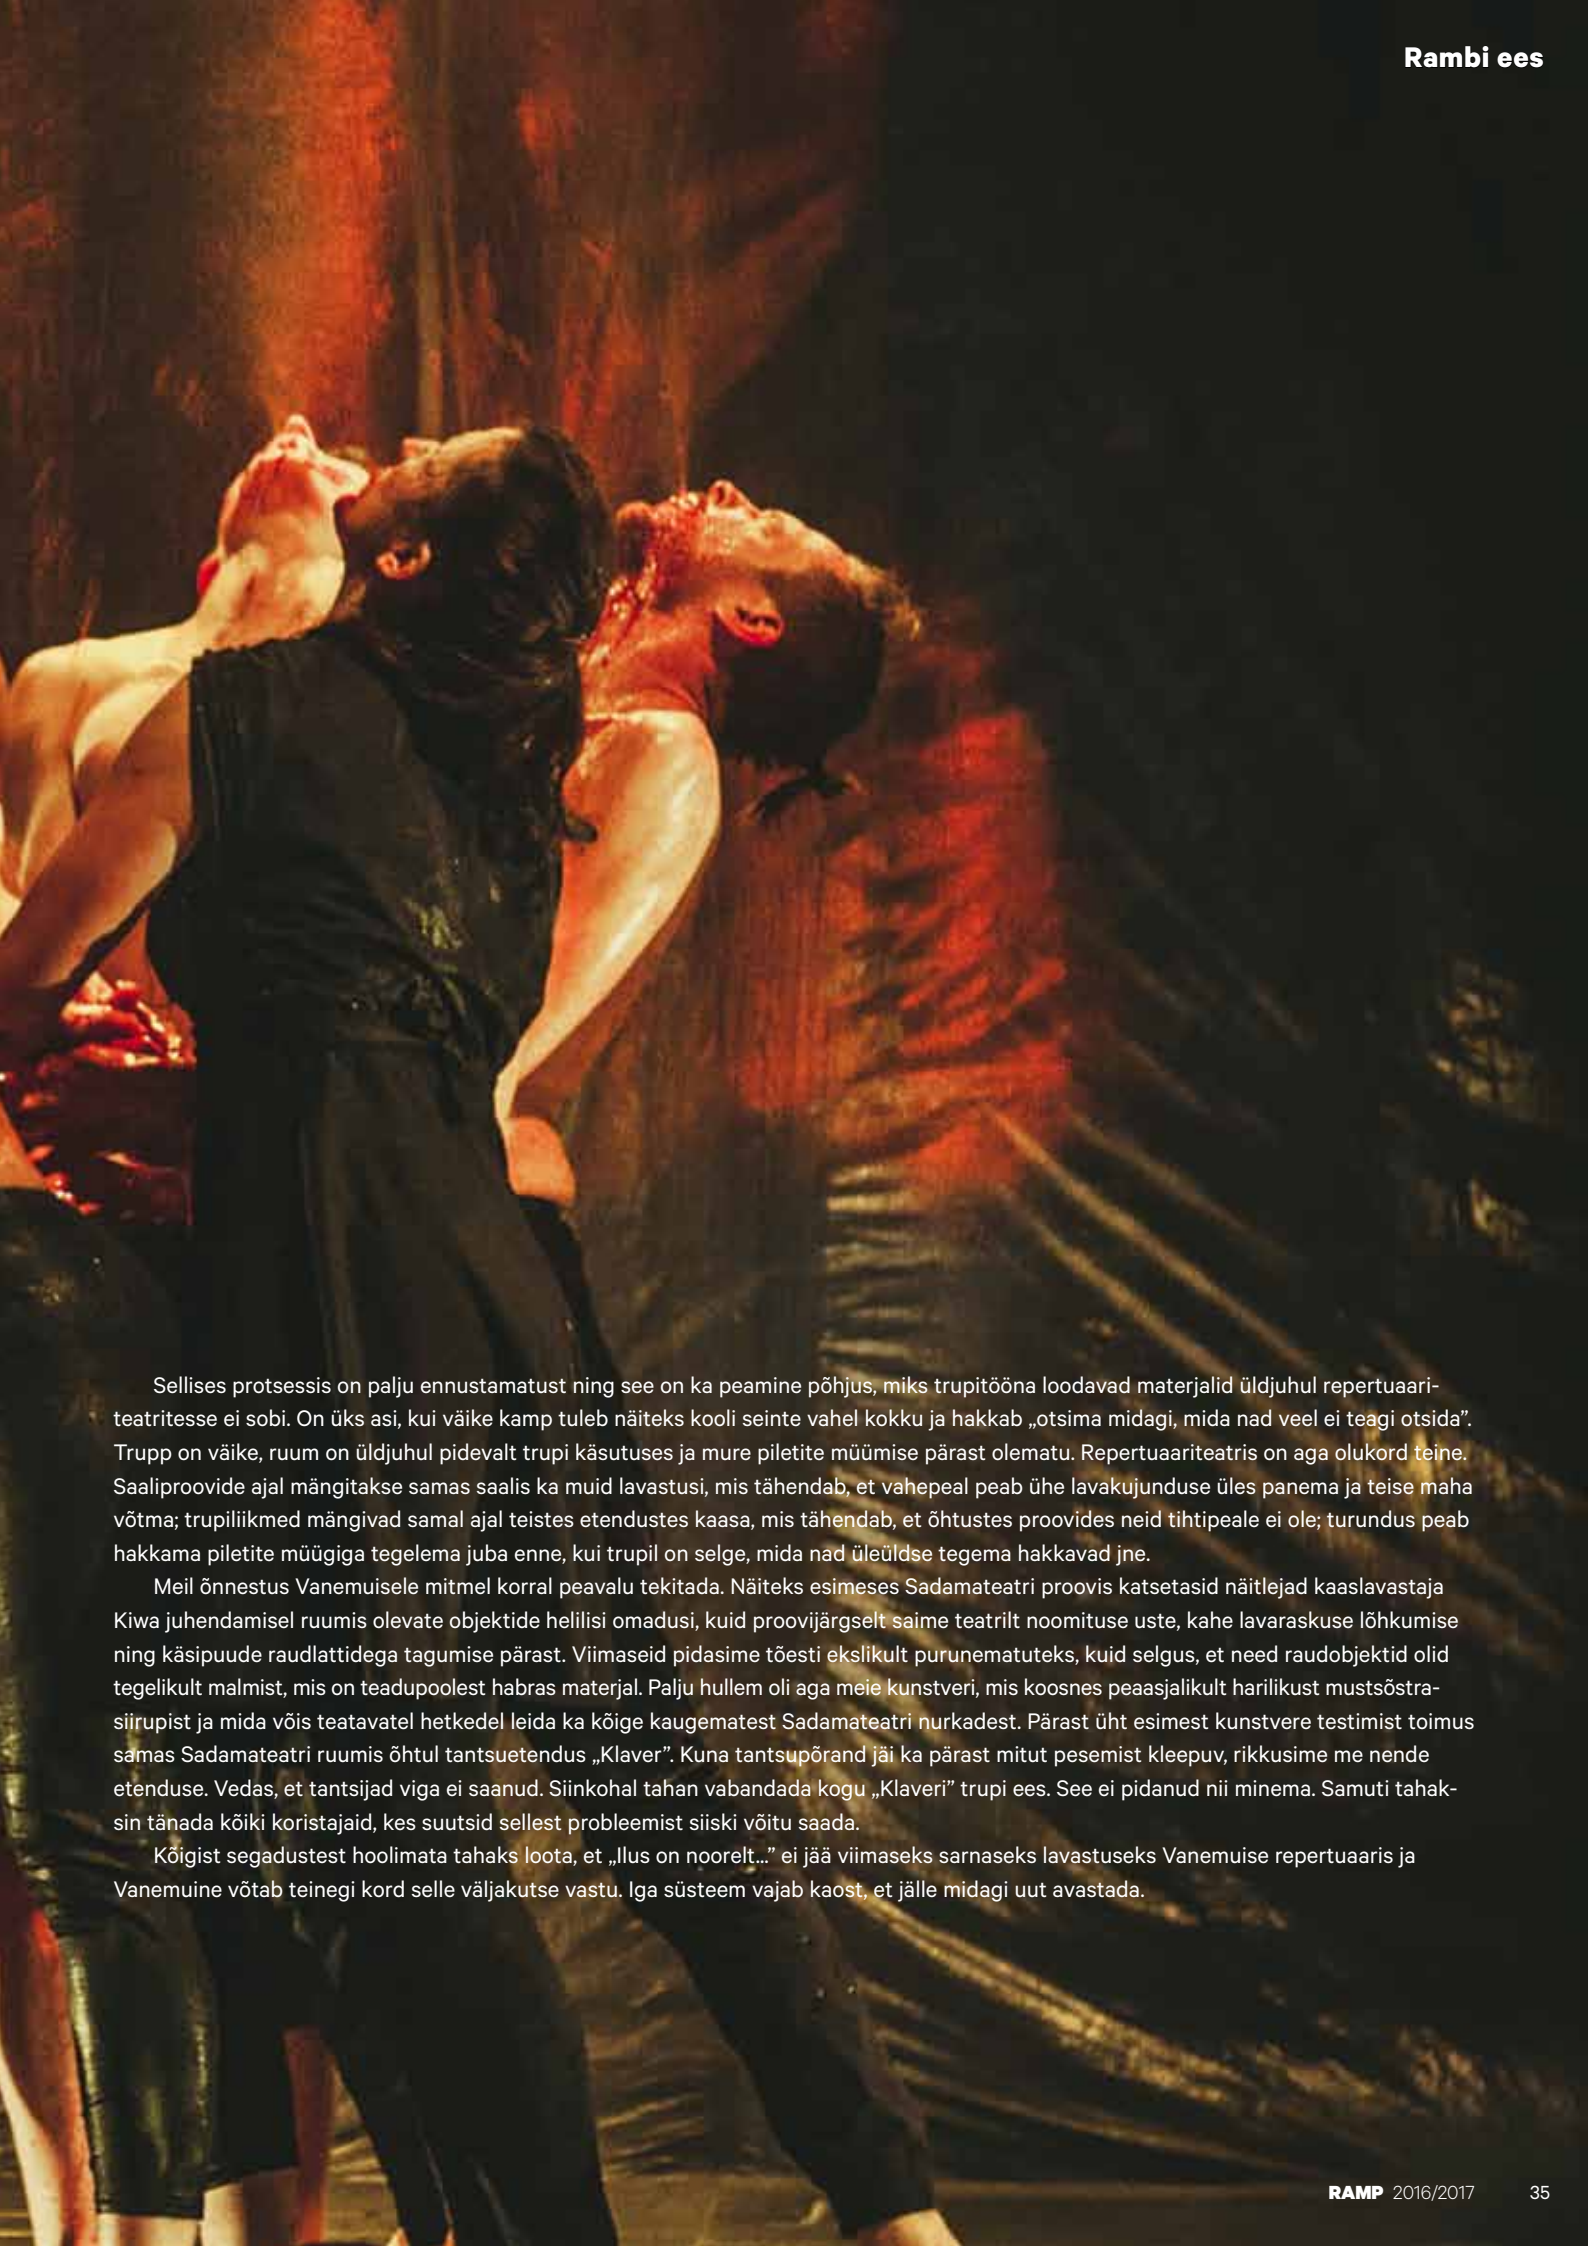 Rambi ees
Sellises protsessis on palju ennustamatust ning see on ka peamine põhjus, miks trupitööna loodavad materjalid üldjuhul repertuaari-
teatritesse ei sobi. On üks asi, kui väike kamp tuleb näiteks kooli seinte vahel kokku ja hakkab „otsima midagi, mida nad veel ei teagi otsida”.
Trupp on väike, ruum on üldjuhul pidevalt trupi käsutuses ja mure piletite müümise pärast olematu. Repertuaariteatris on aga olukord teine.
Saaliproovide ajal mängitakse samas saalis ka muid lavastusi, mis tähendab, et vahepeal peab ühe lavakujunduse üles panema ja teise maha
võtma; trupiliikmed mängivad samal ajal teistes etendustes kaasa, mis tähendab, et õhtustes proovides neid tihtipeale ei ole; turundus peab
hakkama piletite müügiga tegelema juba enne, kui trupil on selge, mida nad üleüldse tegema hakkavad jne.
Meil õnnestus Vanemuisele mitmel korral peavalu tekitada. Näiteks esimeses Sadamateatri proovis katsetasid näitlejad kaaslavastaja
Kiwa juhendamisel ruumis olevate objektide helilisi omadusi, kuid proovijärgselt saime teatrilt noomituse uste, kahe lavaraskuse lõhkumise
ning käsipuude raudlattidega tagumise pärast. Viimaseid pidasime tõesti ekslikult purunematuteks, kuid selgus, et need raudobjektid olid
tegelikult malmist, mis on teadupoolest habras materjal. Palju hullem oli aga meie kunstveri, mis koosnes peaasjalikult harilikust mustsõstra-
siirupist ja mida võis teatavatel hetkedel leida ka kõige kaugematest Sadamateatri nurkadest. Pärast üht esimest kunstvere testimist toimus
samas Sadamateatri ruumis õhtul tantsuetendus „Klaver”. Kuna tantsupõrand jäi ka pärast mitut pesemist kleepuv, rikkusime me nende
etenduse. Vedas, et tantsijad viga ei saanud. Siinkohal tahan vabandada kogu „Klaveri” trupi ees. See ei pidanud nii minema. Samuti tahak-
sin tänada kõiki koristajaid, kes suutsid sellest probleemist siiski võitu saada.
Kõigist segadustest hoolimata tahaks loota, et „Ilus on noorelt...” ei jää viimaseks sarnaseks lavastuseks Vanemuise repertuaaris ja
Vanemuine võtab teinegi kord selle väljakutse vastu. Iga süsteem vajab kaost, et jälle midagi uut avastada.
RAMP 2016/2017 35